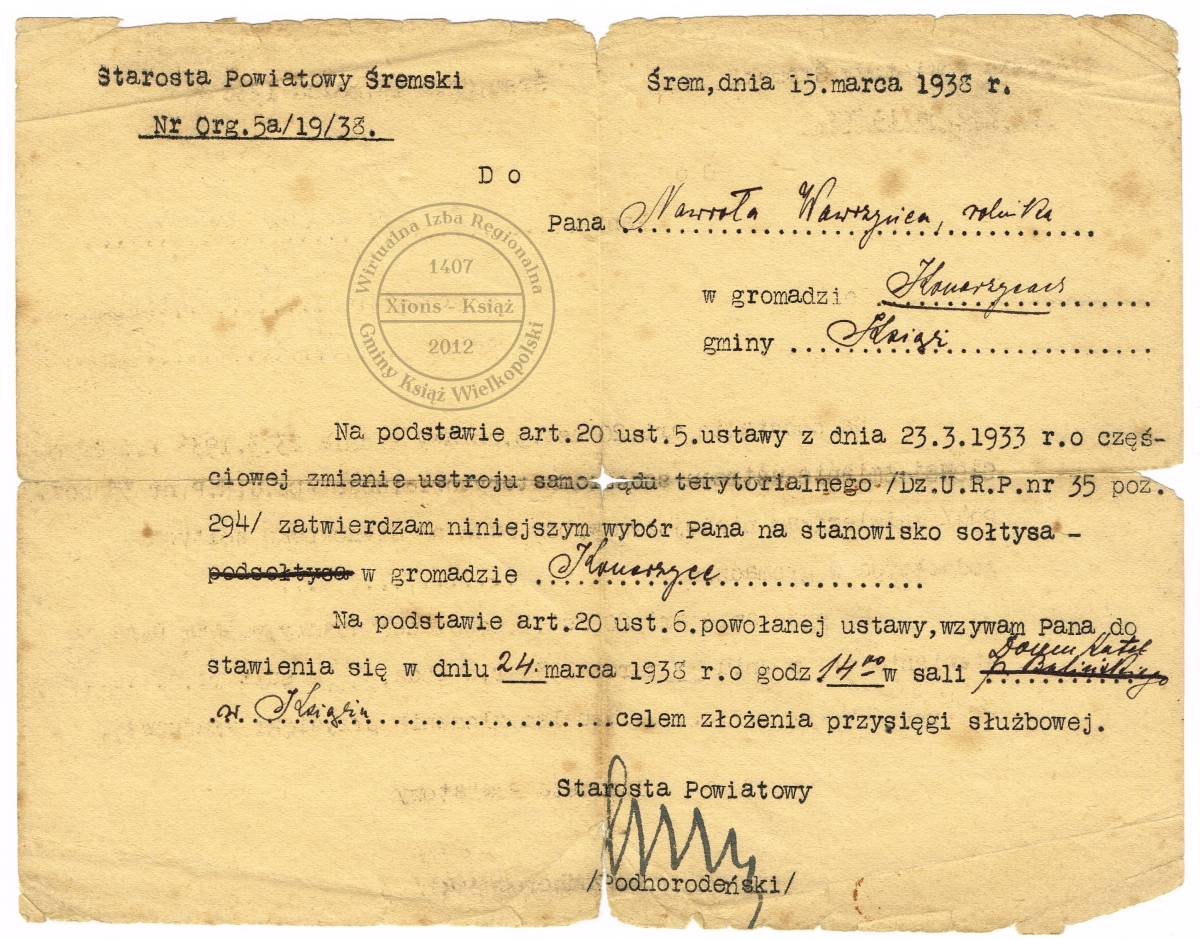 Starosta Powiatowy Śremski
Śrem, dnia 15. marca 1938 r.
Nr Org.5a/19/38.
D o
Pana Nawrota Wawrzyńca, rolnika
w gromadzie Konarzycach
gminy Książ
Wirtualna Izba Regionalna
1407
Xions - Książ
2012
Gminy Książ Wielkopolski
Na podstawie art.20 ust.5.ustawy z dnia 23.3.1933 r.o częś-
ciowej zmianie ustroju samorządu terytorialnego /Dz.U.R.P.nr 35 poz.
294/ zatwierdzam niniejszym wybór Pana na stanowisko sołtysa -
podsołtysa w gromadzie Konarzyce
Na podstawie art.20 ust.6.powołanej ustawy,wzywam Pana do
stawienia się w dniu 24. marca 1938 r.o godz 14oo w sali p. Balińskiego Domu Kat.
w Książu celem złożenia przysięgi służbowej.
Starosta Powiatowy
/Podhorodeński/